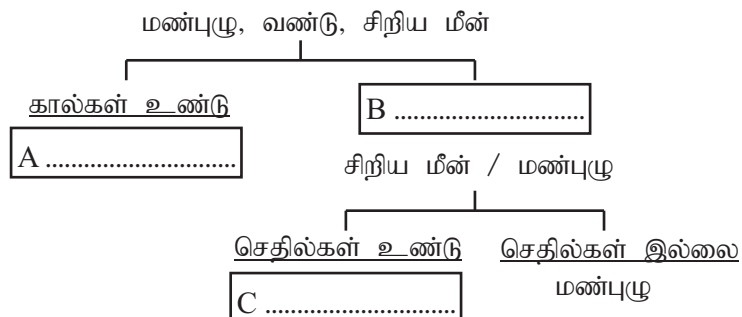 மண்புழு, வண்டு, சிறிய மீன்
கால்கள் உண்டு
A ..............................
B ..............................
சிறிய மீன் / மண்புழு
செதில்கள் உண்டு
செதில்கள் இல்லை
C ..............................
மண்புழு